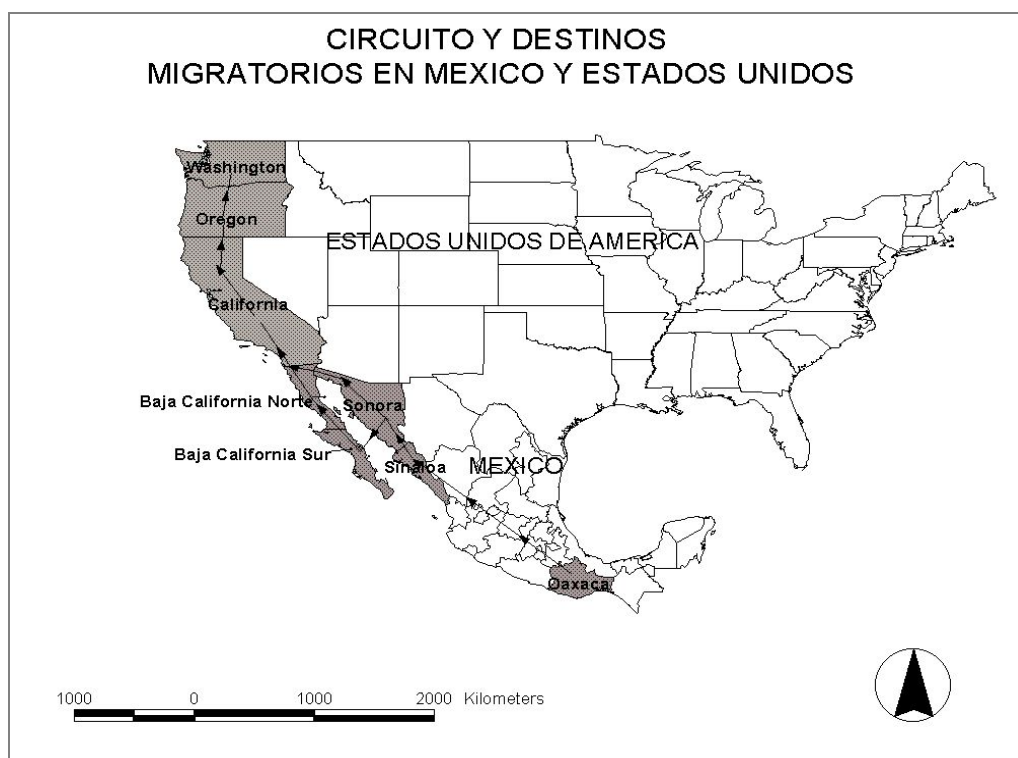 CIRCUITO Y DESTINOS
MIGRATORIOS EN MEXICO Y ESTADOS UNIDOS
Washington
Oregon
ESTADOS UNIDOS DE AMERICA
California
Baja California Norte
Sonora
Baja California Sur
Sinaloa
MEXICO
Oaxaca
1000 0 1000 2000 Kilometers